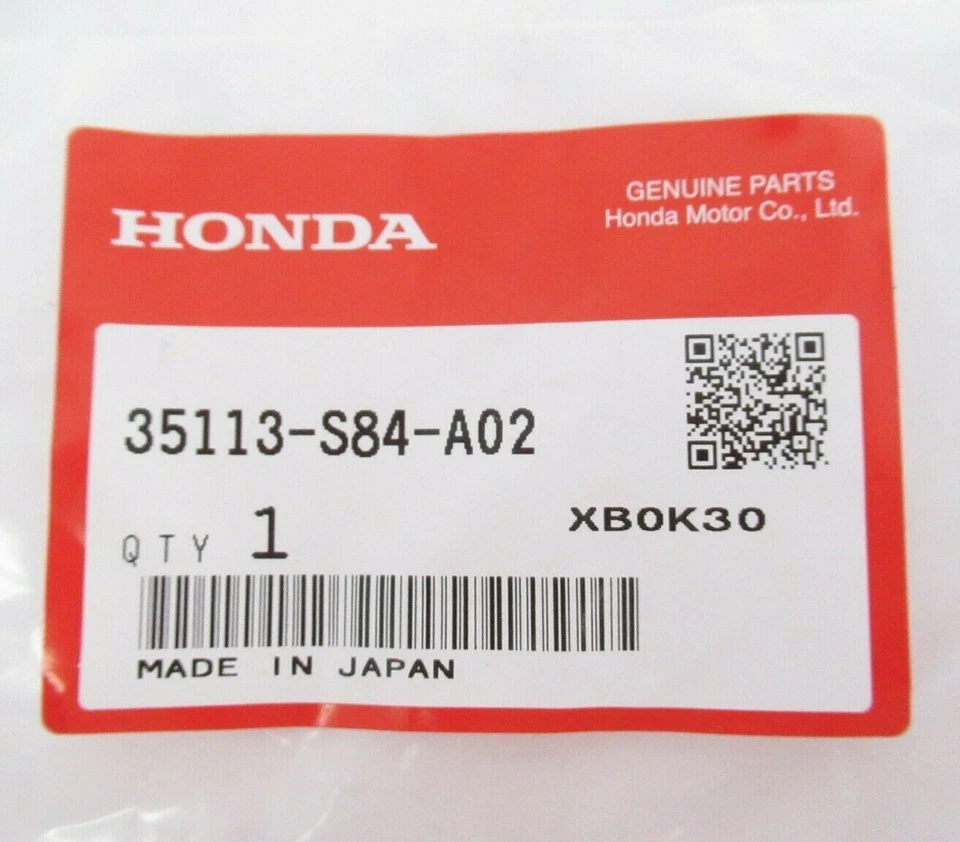 HONDA
GENUINE PARTS
Honda Motor Co., Ltd.
35113-S84-A02
XB0K30
QTY 1
MADE IN JAPAN